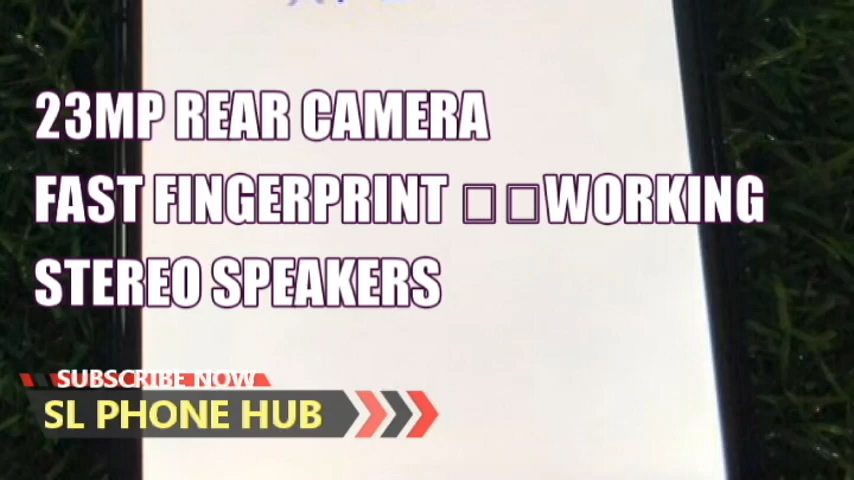 23MP REAR CAMERA
FAST FINGERPRINT □□WORKING
STEREO SPEAKERS
SUBSCRIBE NOW
SL PHONE HUB